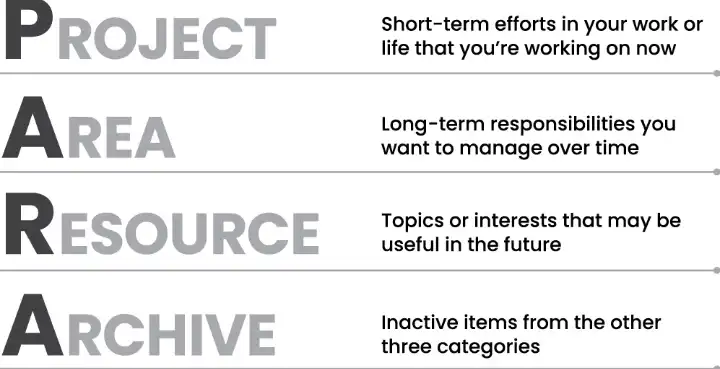 PROJECT
Short-term efforts in your work or
life that you’re working on now
AREA
Long-term responsibilities you
want to manage over time
RESOURCE
Topics or interests that may be
useful in the future
ARCHIVE
Inactive items from the other
three categories